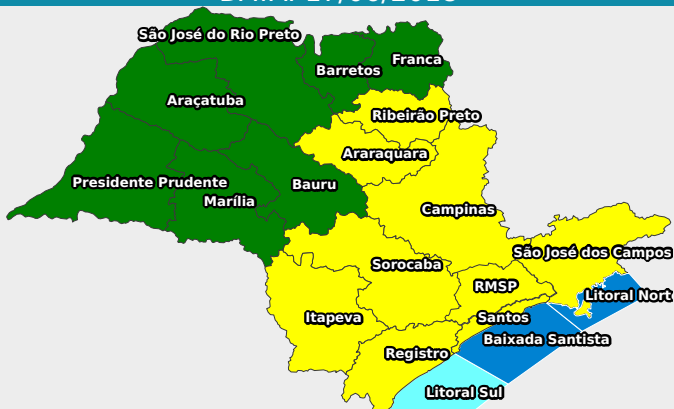 São José do Rio Preto
Franca
Barretos
Araçatuba
Ribeirão Preto
Araraquara
Presidente Prudente
Bauru
Marília
Campinas
São José dos Campos
Sorocaba
RMSP
Litoral Nort
Itapeva
Santos
Baixada Santista
Registro
Litoral Sul